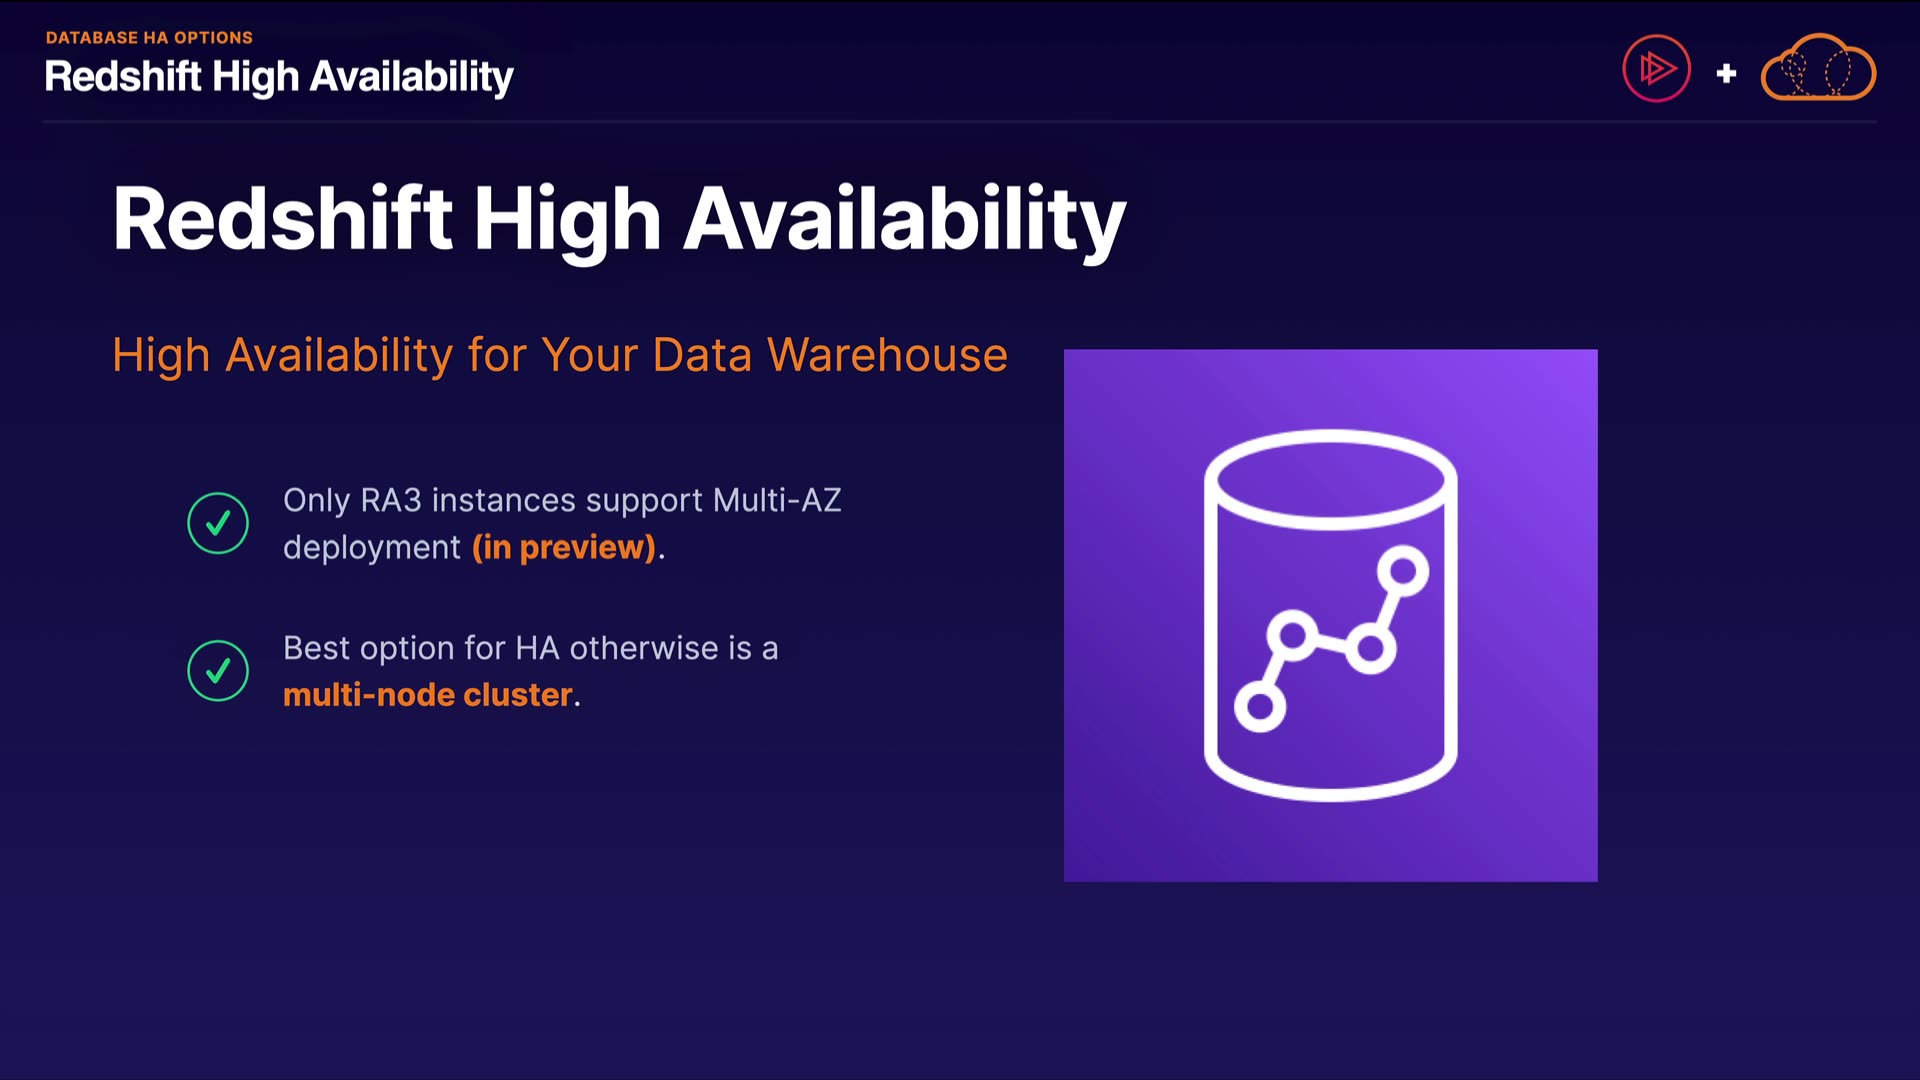 DATABASE HA OPTIONS
Redshift High Availability
Redshift High Availability
High Availability for Your Data Warehouse
Only RA3 instances support Multi-AZ
deployment (in preview).
Best option for HA otherwise is a
multi-node cluster.